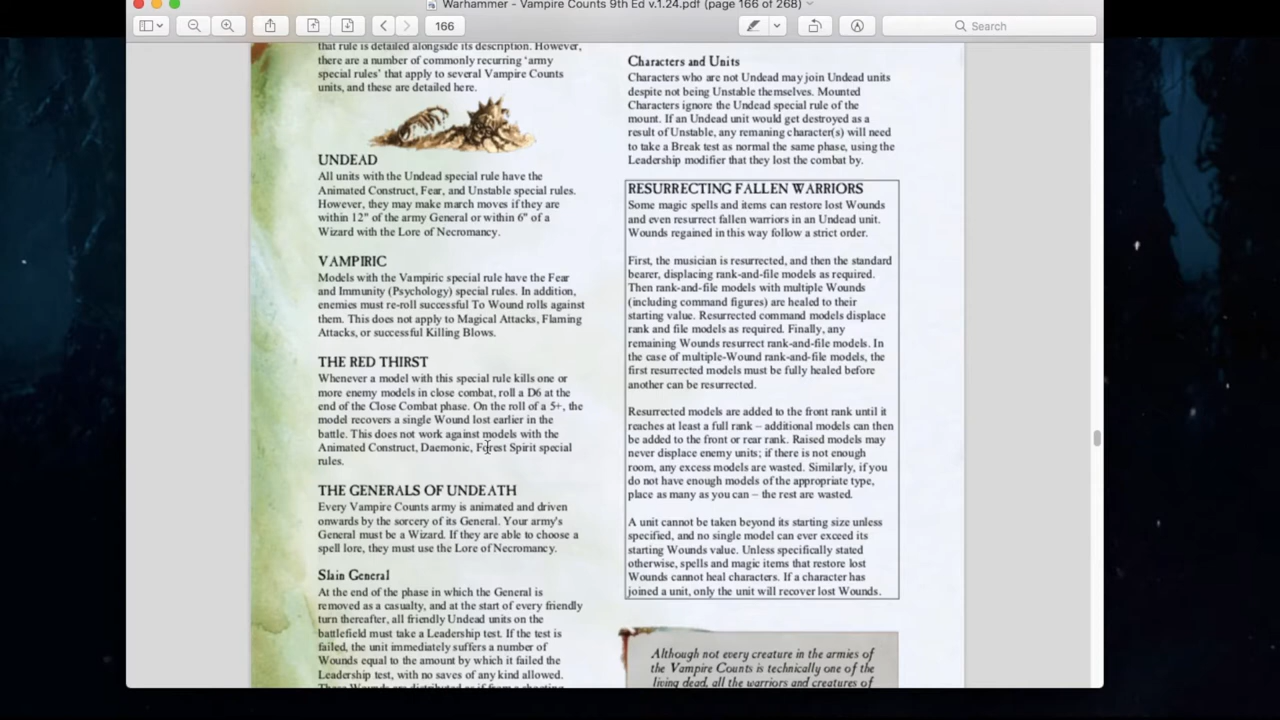 Warhammer - Vampire Counts 9th Ed v.1.24.pdf (page 166 of 268)
166
Search
that rule is detailed alongside its description. However,
there are a number of commonly recurring 'army
special rules' that apply to several Vampire Counts
units, and these are detailed here.
UNDEAD
All units with the Undead special rule have the
Animated Construct, Fear, and Unstable special rules.
However, they may make march moves if they are
within 12" of the army General or within 6" of a
Wizard with the Lore of Necromancy.
VAMPIRIC
Models with the Vampiric special rule have the Fear
and Immunity (Psychology) special rules. In addition,
enemies must re-roll successful To Wound rolls against
them. This does not apply to Magical Attacks, Flaming
Attacks, or successful Killing Blows.
THE RED THIRST
Whenever a model with this special rule kills one or
more enemy models in close combat, roll a D6 at the
end of the Close Combat phase. On the roll of a 5+, the
model recovers a single Wound lost earlier in the
battle. This does not work against models with the
Animated Construct, Daemonic, Forest Spirit special
rules.
THE GENERALS OF UNDEATH
Every Vampire Counts army is animated and driven
onwards by the sorcery of its General. Your army's
General must be a Wizard. If they are able to choose a
spell lore, they must use the Lore of Necromancy.
Slain General
At the end of the phase in which the General is
removed as a casualty, and at the start of every friendly
turn thereafter, all friendly Undead units on the
battlefield must take a Leadership test. If the test is
failed, the unit immediately suffers a number of
Wounds equal to the amount by which it failed the
Leadership test, with no saves of any kind allowed.
Characters and Units
Characters who are not Undead may join Undead units
despite not being Unstable themselves. Mounted
Characters ignore the Undead special rule of the
mount. If an Undead unit would get destroyed as a
result of Unstable, any remaning character(s) will need
to take a Break test as normal the same phase, using the
Leadership modifier that they lost the combat by.
RESURRECTING FALLEN WARRIORS
Some magic spells and items can restore lost Wounds
and even resurrect fallen warriors in an Undead unit.
Wounds regained in this way follow a strict order.
First, the musician is resurrected, and then the standard
bearer, displacing rank-and-file models as required.
Then rank-and-file models with multiple Wounds
(including command figures) are healed to their
starting value. Resurrected command models displace
rank and file models as required. Finally, any
remaining Wounds resurrect rank-and-file models. In
the case of multiple-Wound rank-and-file models, the
first resurrected models must be fully healed before
another can be resurrected.
Resurrected models are added to the front rank until it
reaches at least a full rank – additional models can then
be added to the front or rear rank. Raised models may
never displace enemy units; if there is not enough
room, any excess models are wasted. Similarly, if you
do not have enough models of the appropriate type,
place as many as you can – the rest are wasted.
A unit cannot be taken beyond its starting size unless
specified, and no single model can ever exceed its
starting Wounds value. Unless specifically stated
otherwise, spells and magic items that restore lost
Wounds cannot heal characters. If a character has
joined a unit, only the unit will recover lost Wounds.
Although not every creature in the armies of
the Vampire Counts is technically one of the
living dead, all the warriors and creatures of